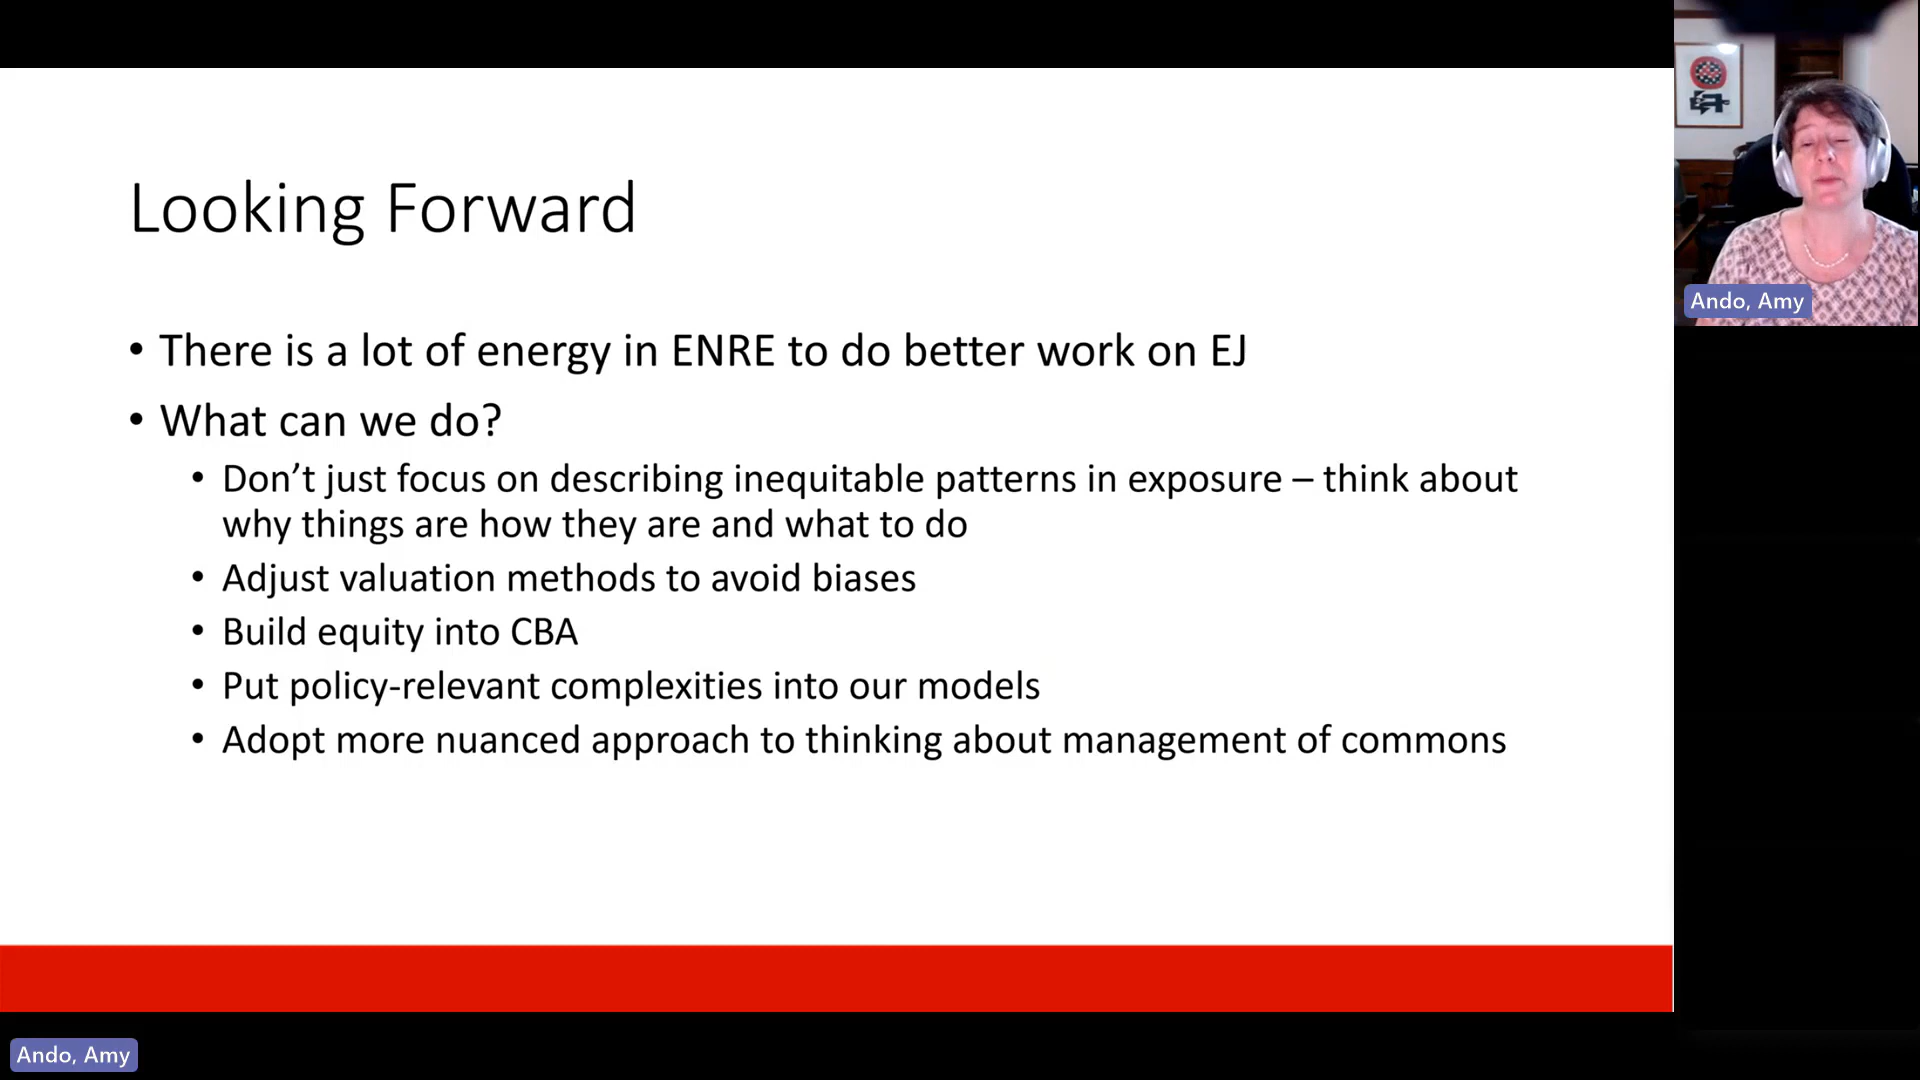 Looking Forward
• There is a lot of energy in ENRE to do better work on EJ
• What can we do?
• Don’t just focus on describing inequitable patterns in exposure – think about
why things are how they are and what to do
• Adjust valuation methods to avoid biases
• Build equity into CBA
• Put policy-relevant complexities into our models
• Adopt more nuanced approach to thinking about management of commons
Ando, Amy
Ando, Amy